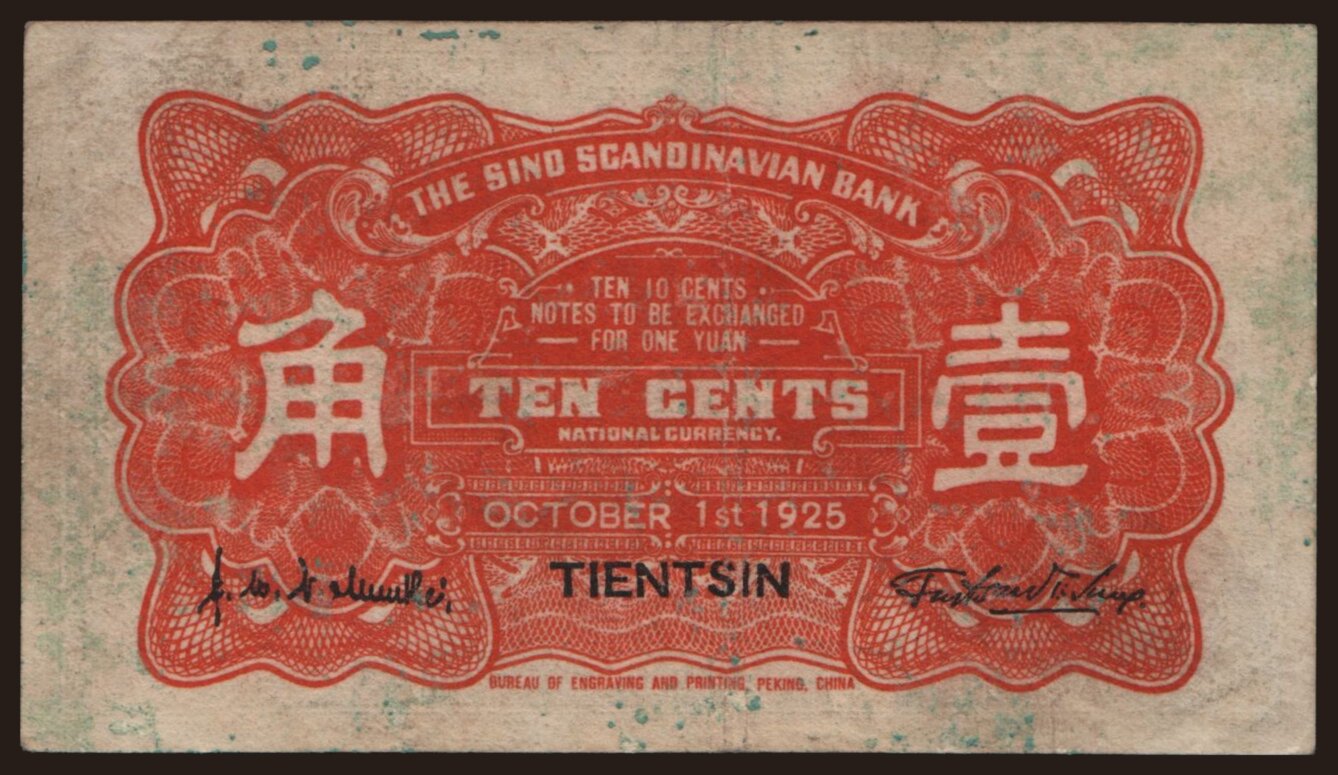 THE SINO SCANDINAVIAN BANK
TEN 10 CENTS
NOTES TO BE EXCHANGED
FOR ONE YUAN
角
壹
TEN CENTS
NATIONAL CURRENCY.
OCTOBER 1st 1925
TIENTSIN
BUREAU OF ENGRAVING AND PRINTING, PEKING, CHINA